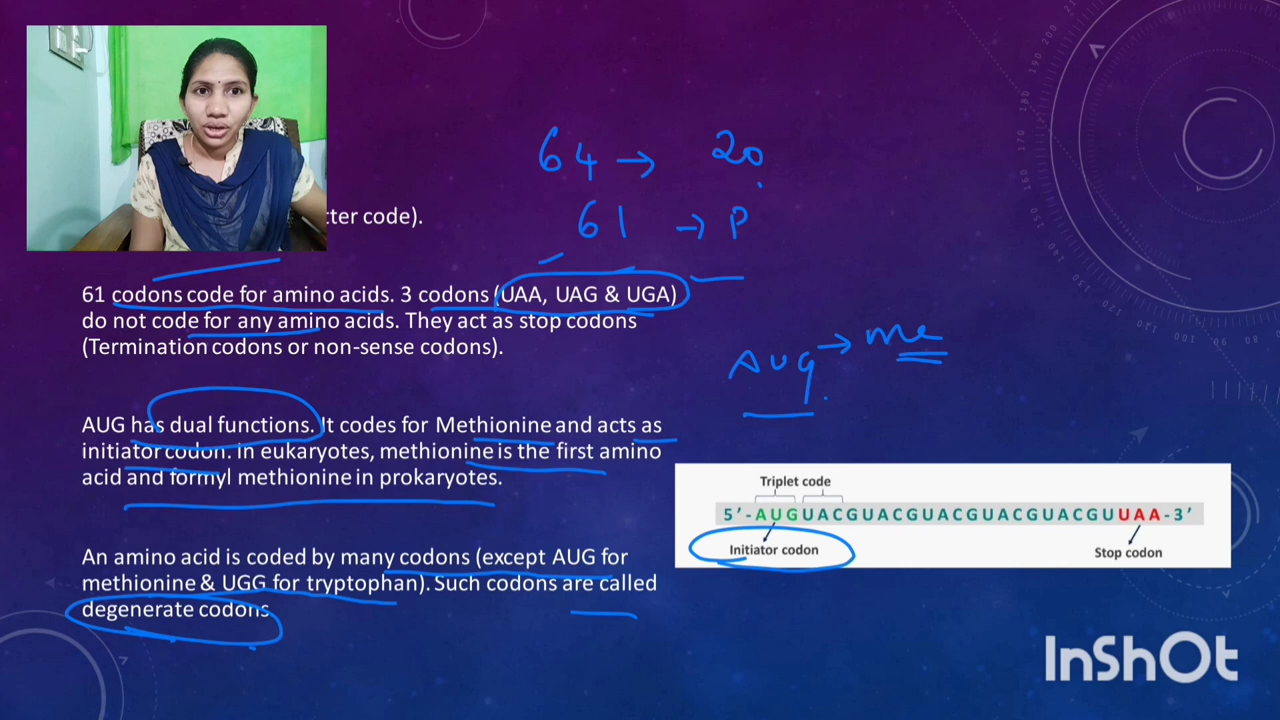 64 → 20
tter code).
61 → P
61 codons code for amino acids. 3 codons (UAA, UAG & UGA)
do not code for any amino acids. They act as stop codons
(Termination codons or non-sense codons).
AUG → me
AUG has dual functions. It codes for Methionine and acts as
initiator codon. In eukaryotes, methionine is the first amino
acid and formyl methionine in prokaryotes.
An amino acid is coded by many codons (except AUG for
methionine & UGG for tryptophan). Such codons are called
degenerate codons
Triplet code
5’-AUGUACGUACGUACGUACGUACGUUAA-3’
Initiator codon
Stop codon
InShOt